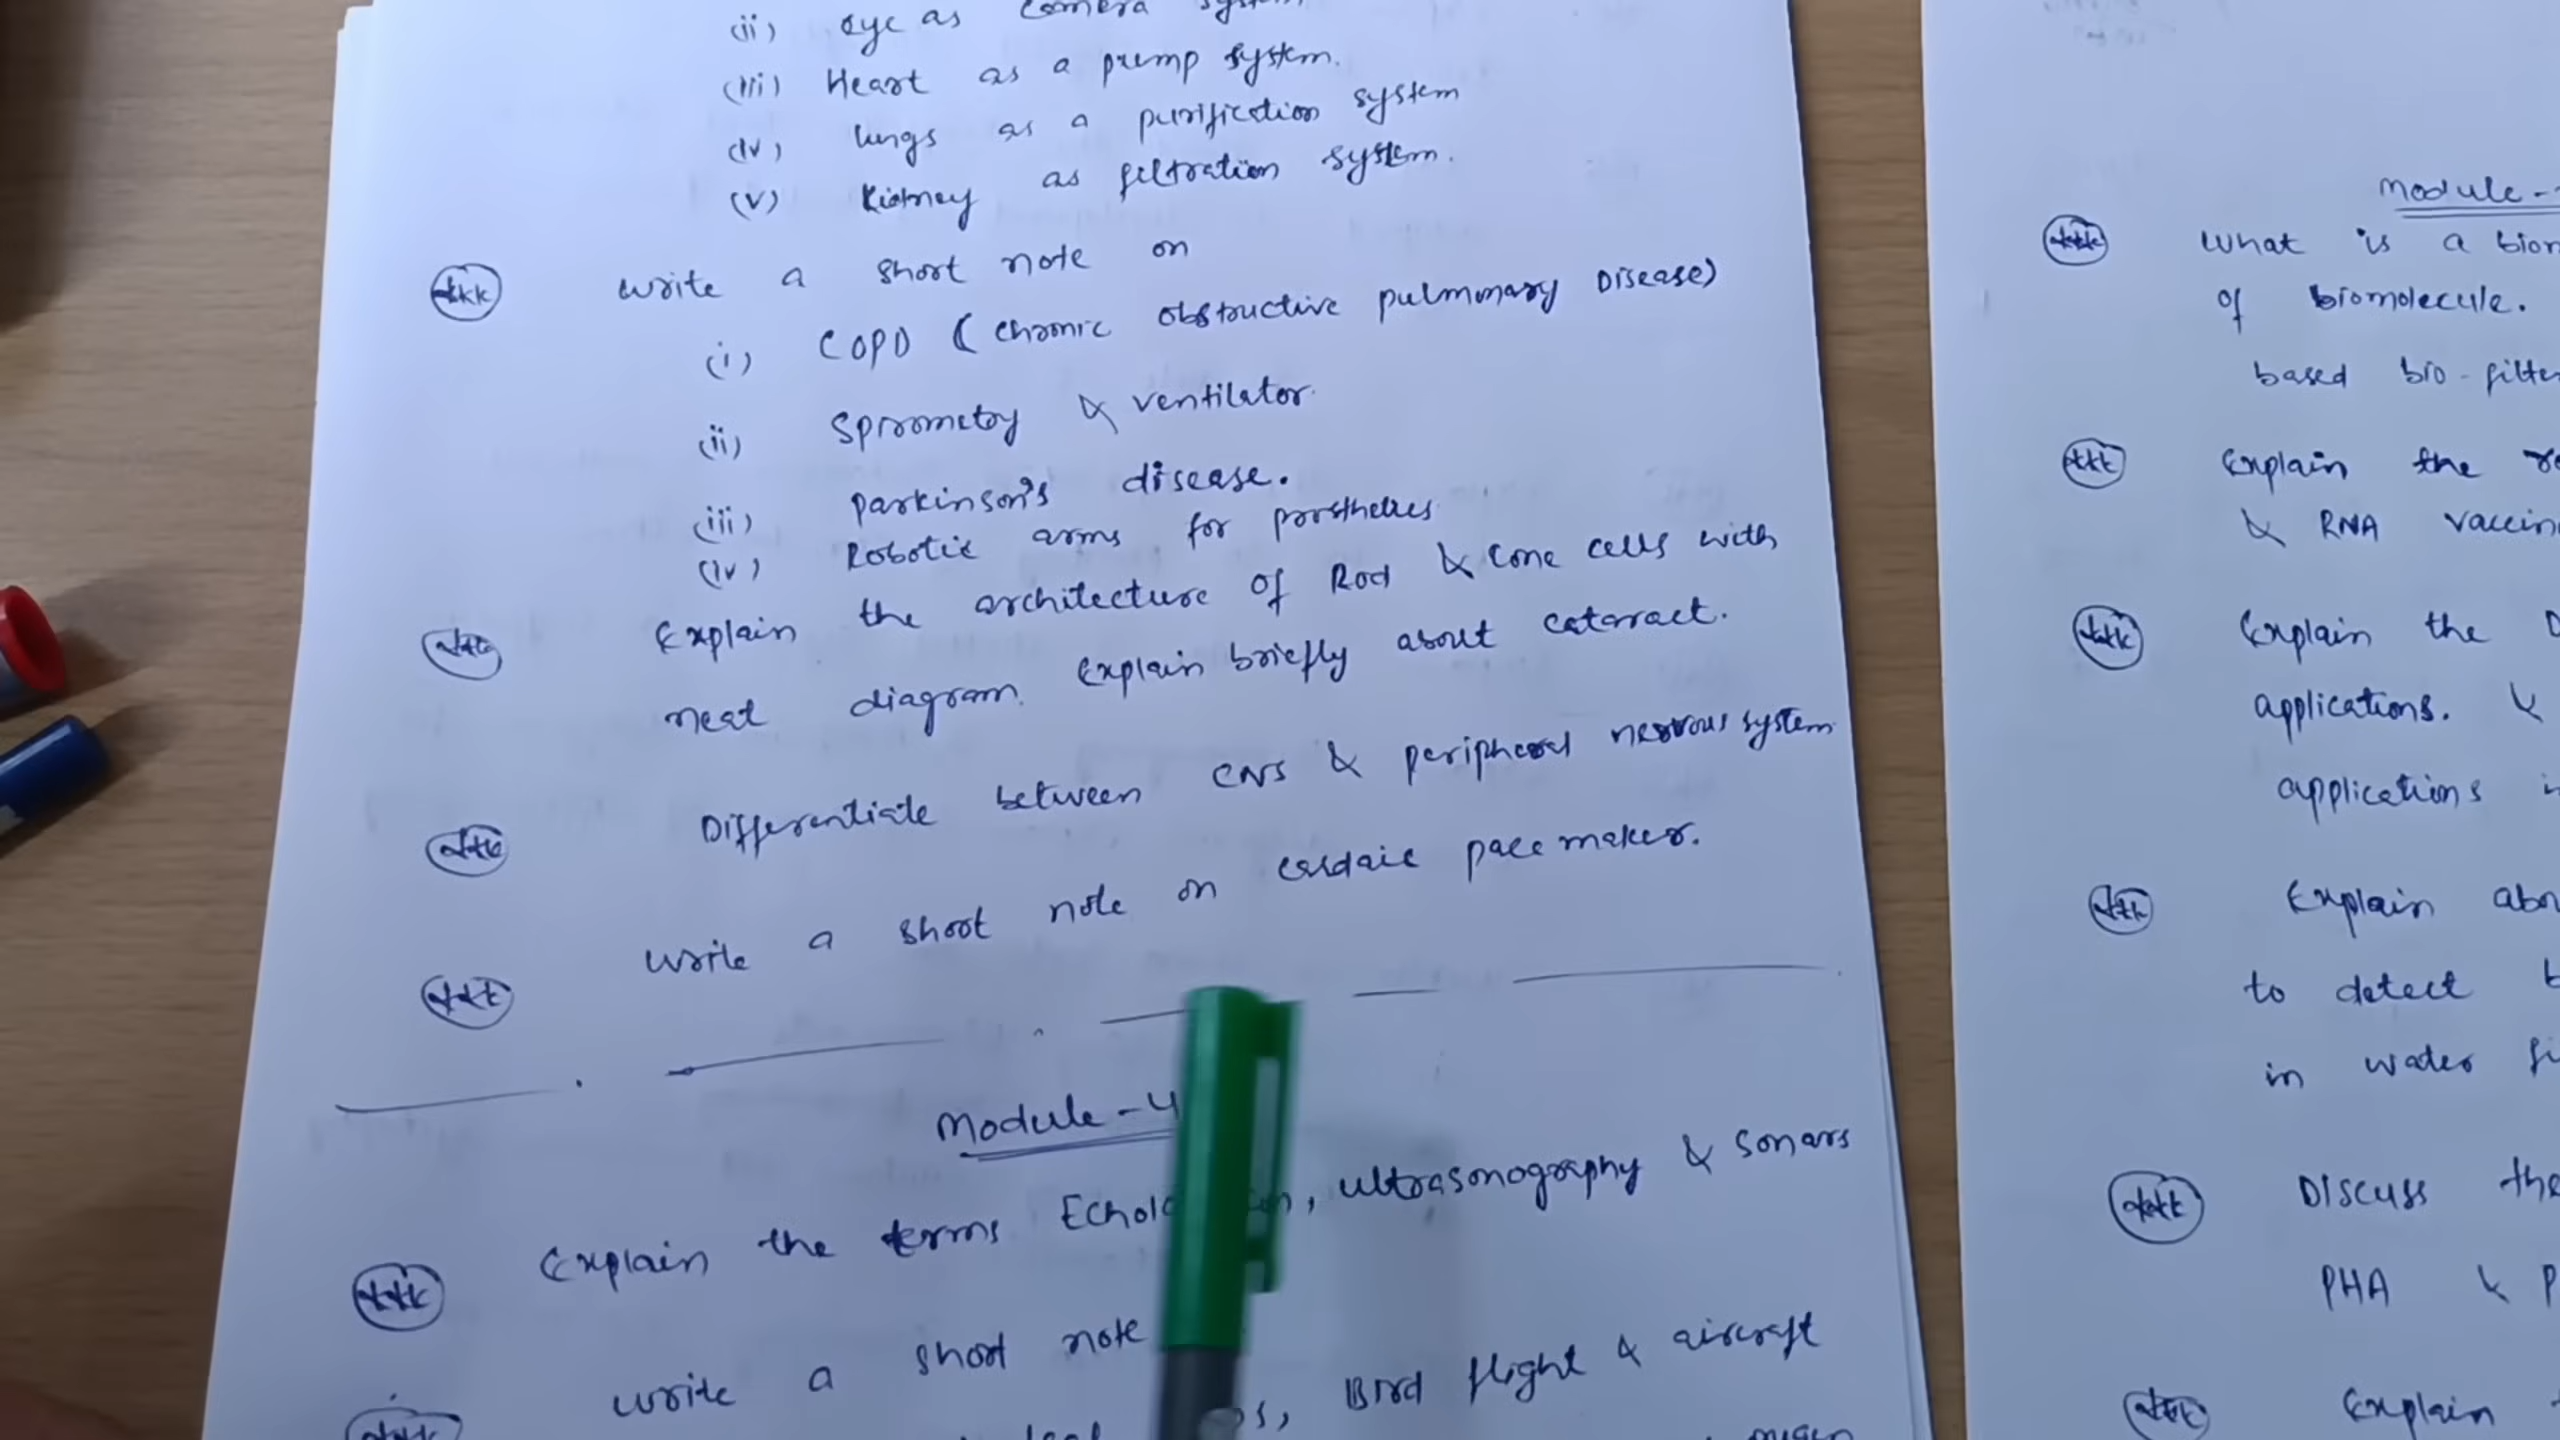 (ii) eye as camera system
(iii) Heart as a pump system.
(iv) lungs as a purification system
(v) Kidney as filtration system.
write a short note on
(i) COPD (chronic obstructive pulmonary Disease)
(ii) Spirometry & ventilator.
(iii) parkinson's disease.
(iv) Robotic arms for
Explain the architecture of Rod & Cone cells with
neat diagram. Explain briefly about cataract.
Differentiate between CNS & peripheral nervous system
write a short note on cardaic pace maker.
Module-4
Explain the terms ultrasonography & Sonars
write a short note
Bird flight & aircraft
Module-
What is a
of biomolecule.
based bio-
Explain the
& RNA
Explain the
applications. &
applications
Explain
to detect
in water
Discuss
PHA &
Explain